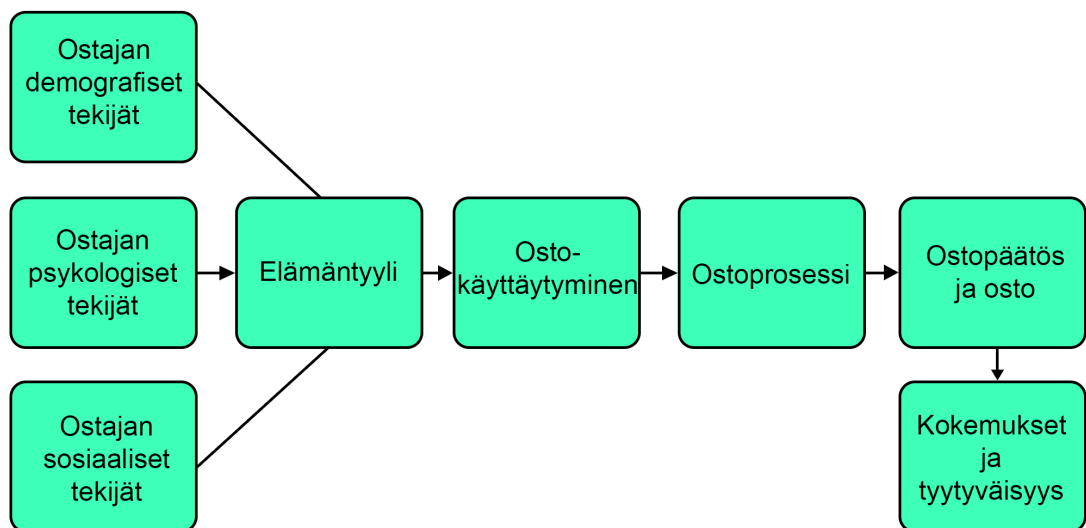 Ostajan
demografiset
tekijät
Ostajan
psykologiset
tekijät
Ostajan
sosiaaliset
tekijät
Elämäntyyli
Osto-
käyttäytyminen
Ostoprosessi
Ostopäätös
ja osto
Kokemukset
ja
tyytyväisyys